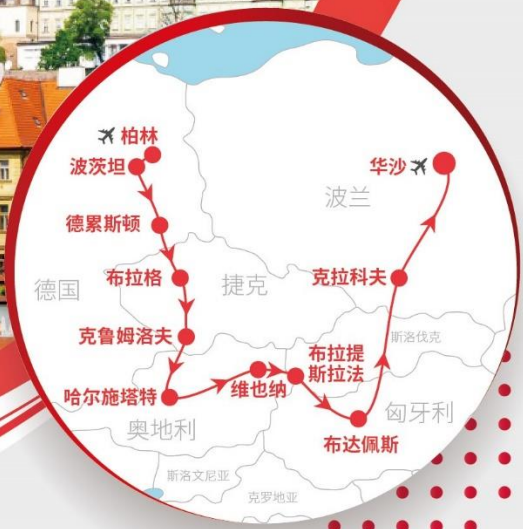 柏林
波茨坦
华沙
波兰
德累斯顿
德国
布拉格
捷克
克拉科夫
克鲁姆洛夫
斯洛伐克
哈尔施塔特
维也纳
布拉提
斯拉法
奥地利
匈牙利
布达佩斯
斯洛文尼亚
克罗地亚